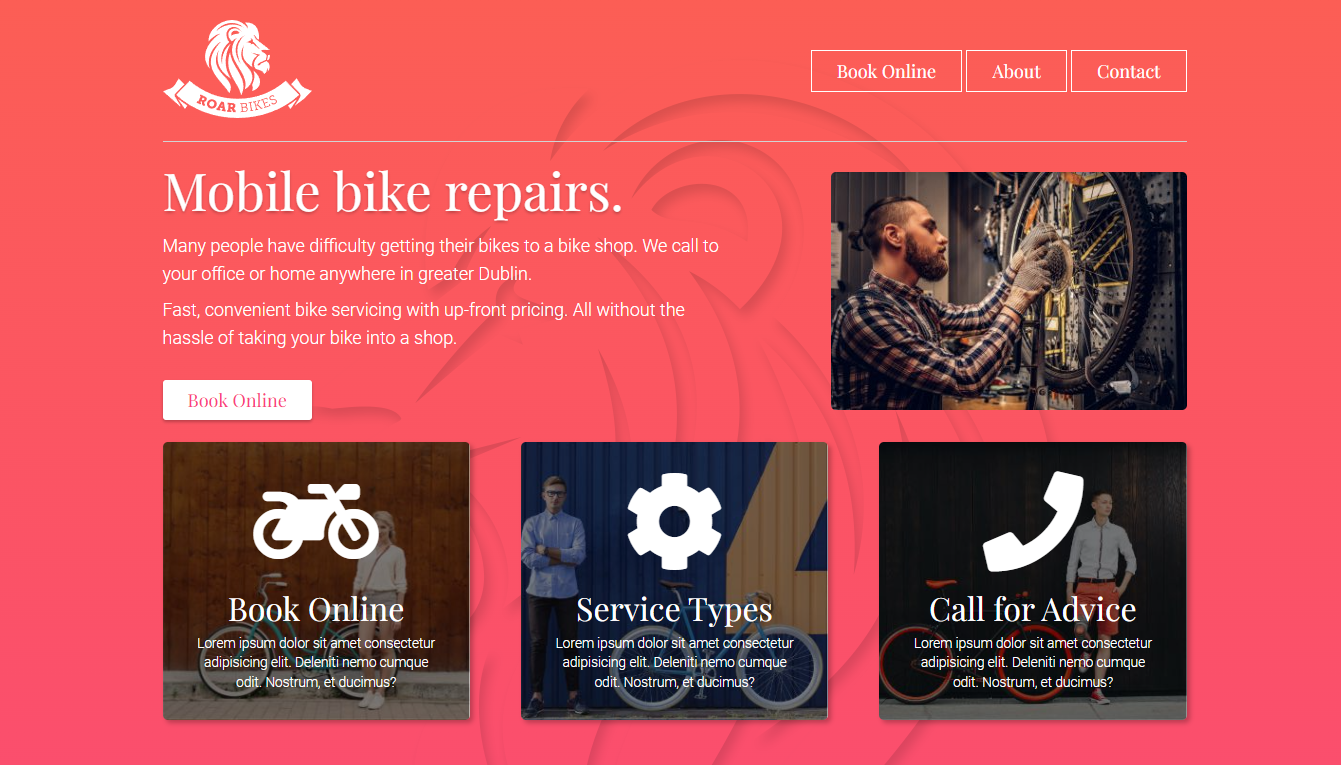 ROAR BIKES
Book Online
About
Contact
Mobile bike repairs.
Many people have difficulty getting their bikes to a bike shop. We call to
your office or home anywhere in greater Dublin.
Fast, convenient bike servicing with up-front pricing. All without the
hassle of taking your bike into a shop.
Book Online
Book Online
Lorem ipsum dolor sit amet consectetur
adipisicing elit. Deleniti nemo cumque
odit. Nostrum, et ducimus?
Service Types
Lorem ipsum dolor sit amet consectetur
adipisicing elit. Deleniti nemo cumque
odit. Nostrum, et ducimus?
Call for Advice
Lorem ipsum dolor sit amet consectetur
adipisicing elit. Deleniti nemo cumque
odit. Nostrum, et ducimus?